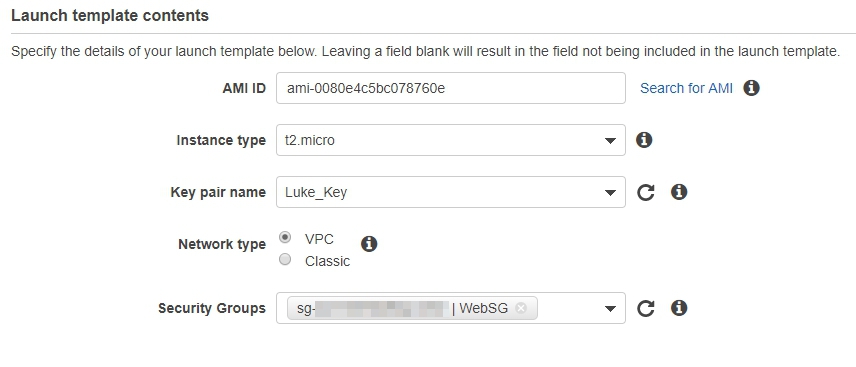 Launch template contents
Specify the details of your launch template below. Leaving a field blank will result in the field not being included in the launch template.
AMI ID ami-0080e4c5bc078760e Search for AMI
Instance type t2.micro
Key pair name Luke_Key
Network type VPC
Classic
Security Groups sg- | WebSG